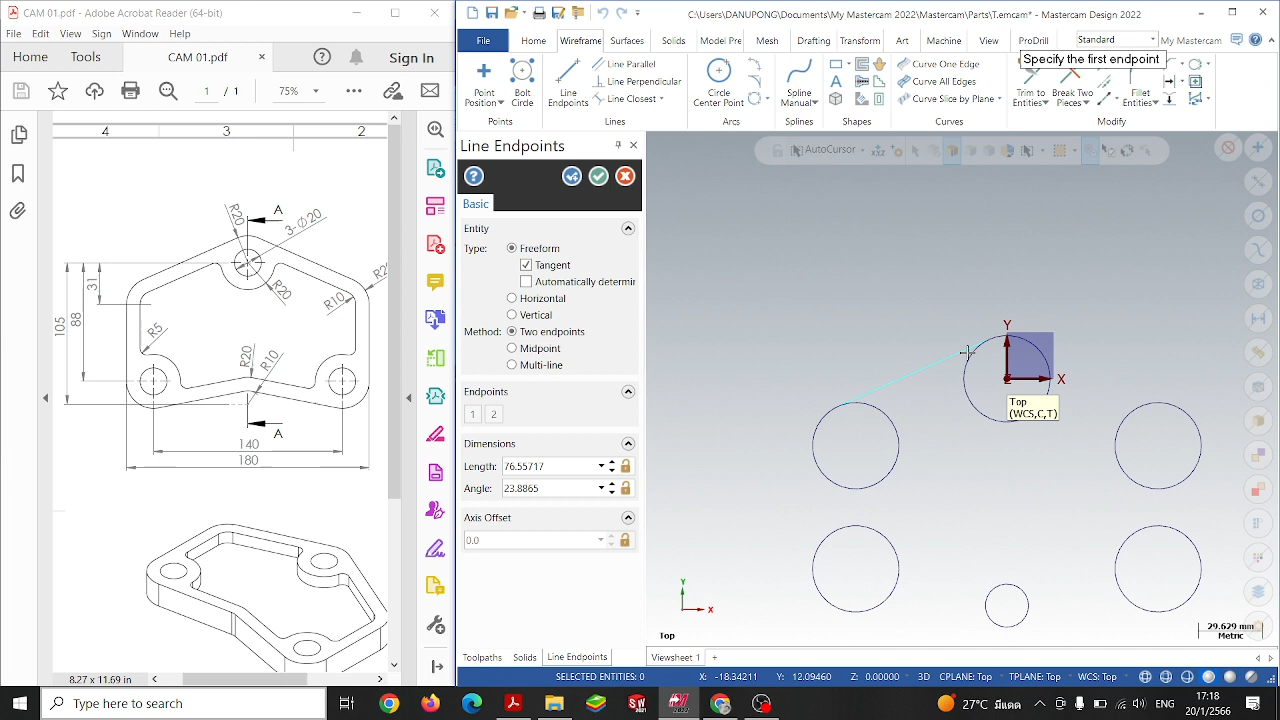 CAM 01.pdf - Adobe Acrobat Reader (64-bit)
File Edit View Sign Window Help
Home Tools
CAM 01.pdf ×
Sign In
1 / 1
75%
4 3 2
R20
A
3-Ø20
R20
R10
31
88
105
R5
R20
R10
A
140
180
8.27 x 11.69 in
C:\Users\DANUPONG\Documents\My Mastercam 2022\Mastercam\Parts\T.emcam* - Mastercam Design 2022
File Home Wireframe Surfaces Solids Model Pre Mesh Drafting Transform Art Machine View ProDrill
Standard
My Mastercam
Specify the first endpoint
Point
Position
Bolt
Circle
Points
Line
Endpoints
Line Parallel
Line Perpendicular
Line Closest
Lines
Circle
Center Point
Arcs
Spline
Manual
Splines
Shapes
Curve One Edge
Curve All Edges
Curve Slice by Plane
Curves
Trim to
Entities
Break Two
Pieces
Fillet
Entities
Modify
Line Endpoints
Basic
Entity
Type:
Freeform
Tangent
Automatically determin
Horizontal
Vertical
Method:
Two endpoints
Midpoint
Multi-line
Endpoints
1 2
Dimensions
Length: 76.55717
Angle: 23.8865
Axis Offset
0.0
Toolpaths Solids Line Endpoints
AutoCursor
Y
X
Z
Top
(WCS,C,T)
Y
X
Top
29.629 mm
Metric
Viewsheet 1 +
SELECTED ENTITIES: 0 X: -18.34211 Y: 12.09460 Z: 0.00000 3D CPLANE: TOP TPLANE: TOP WCS: TOP
Type here to search
27°C มีแดด
ENG
17:18
20/1/2566